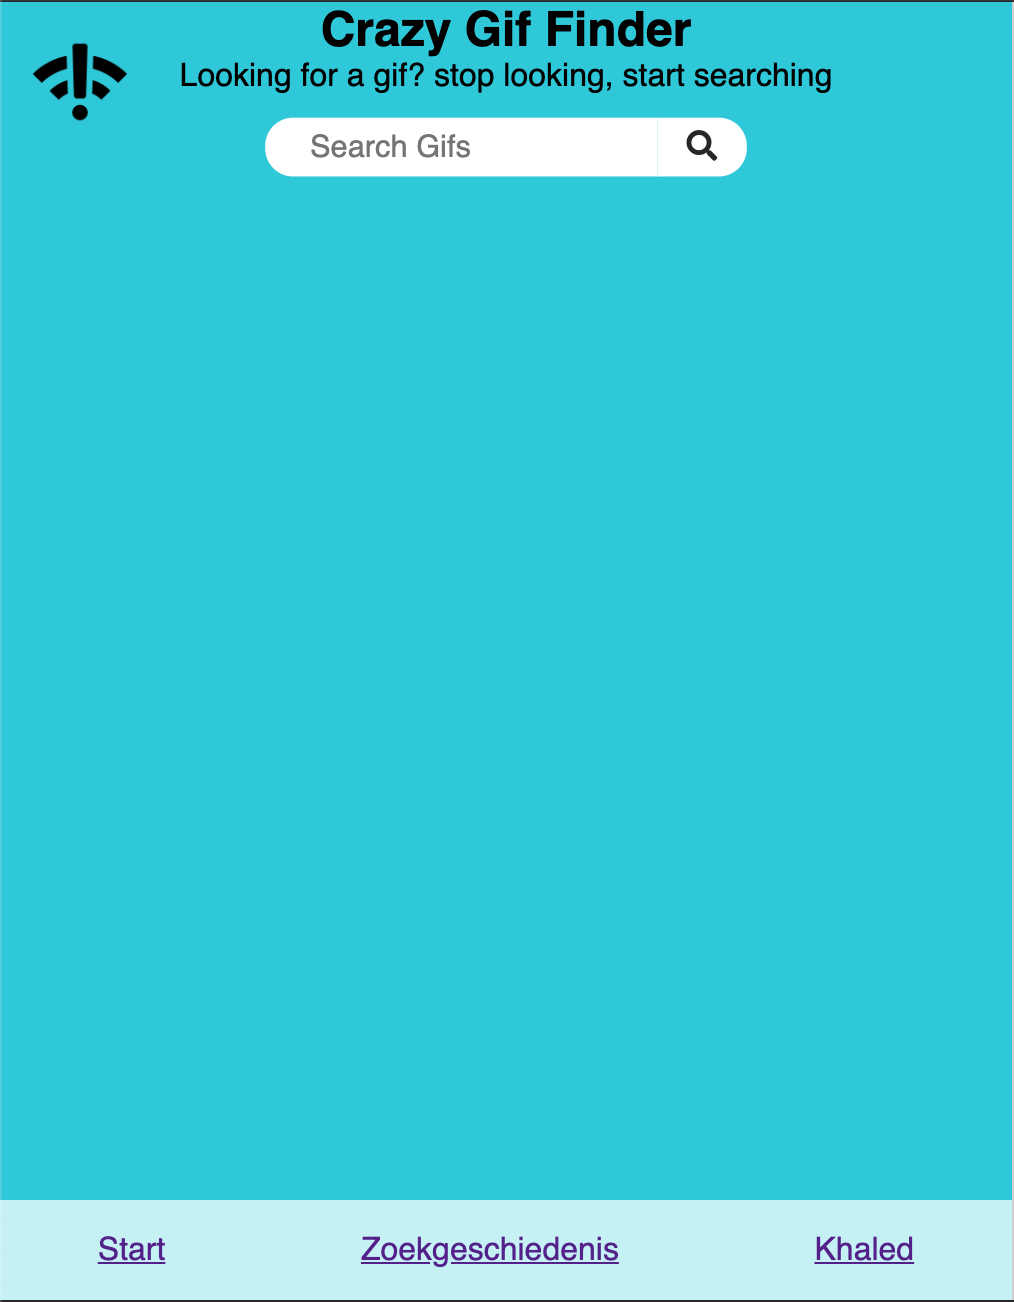 Crazy Gif Finder
Looking for a gif? stop looking, start searching
Search Gifs
Start Zoekgeschiedenis Khaled